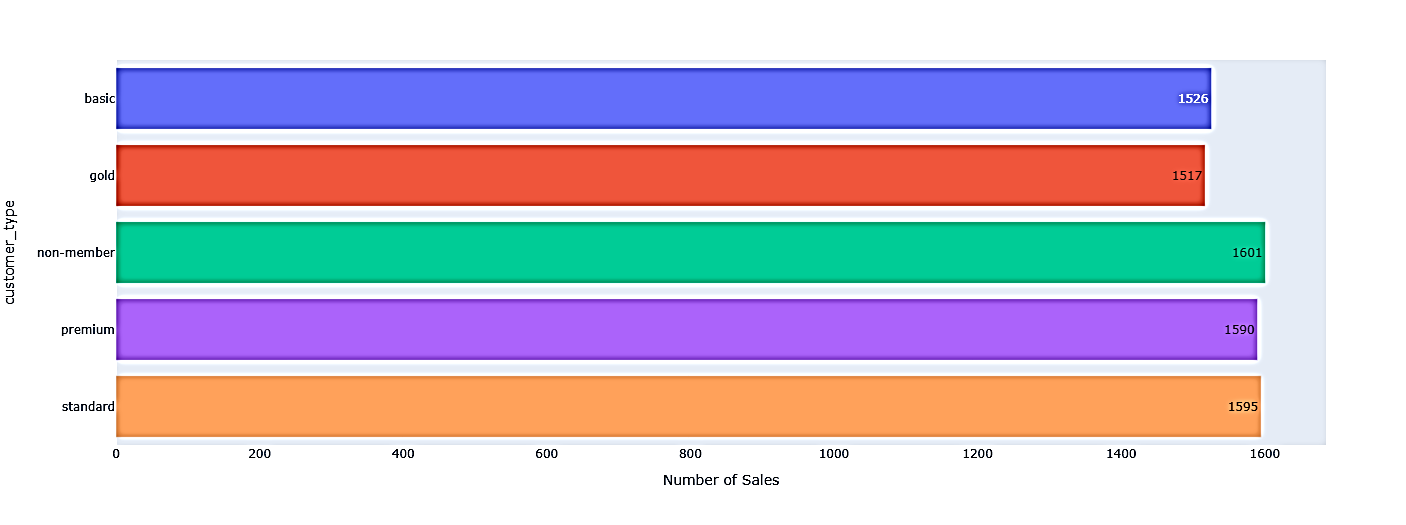 customer_type
basic 1526
gold 1517
non-member 1601
premium 1590
standard 1595
0 200 400 600 800 1000 1200 1400 1600
Number of Sales